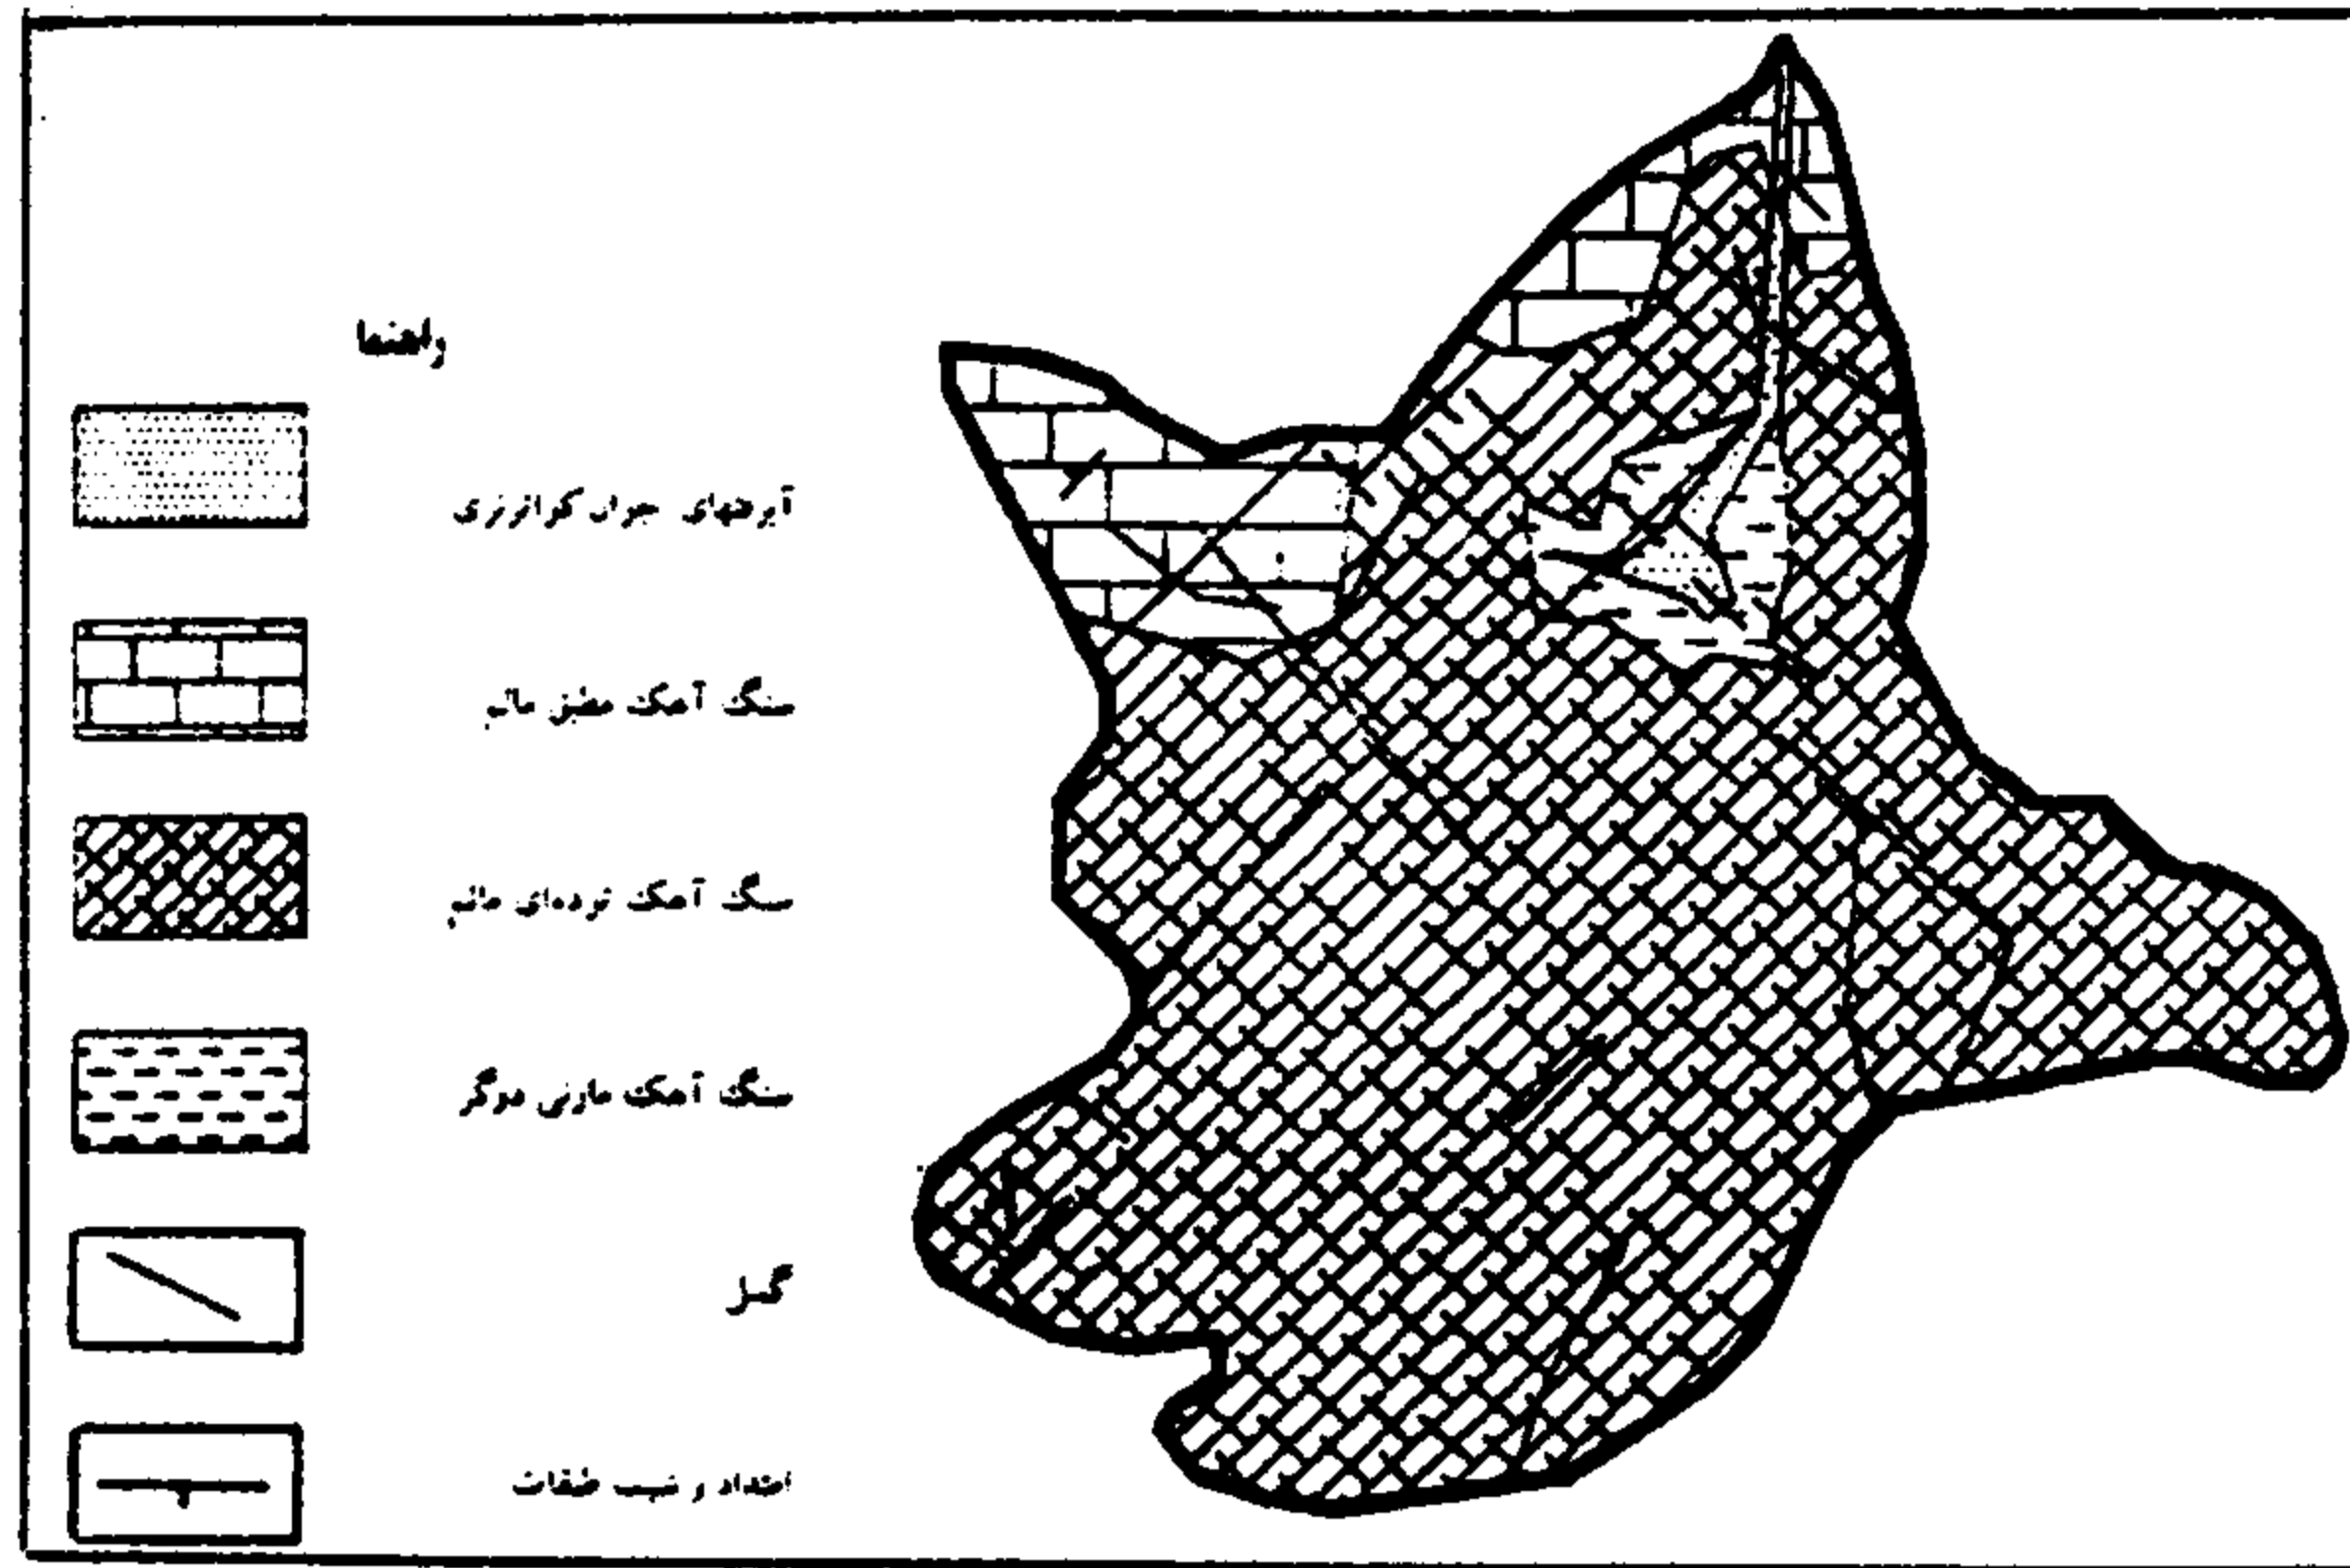 راهنما
آبرفتهای جوان کواترنری
سنگ آهک مطبق مالم
سنگ آهک توده‌ای مالم
سنگ آهک مارنی دوگر
گسل
امتداد و شیب طبقات